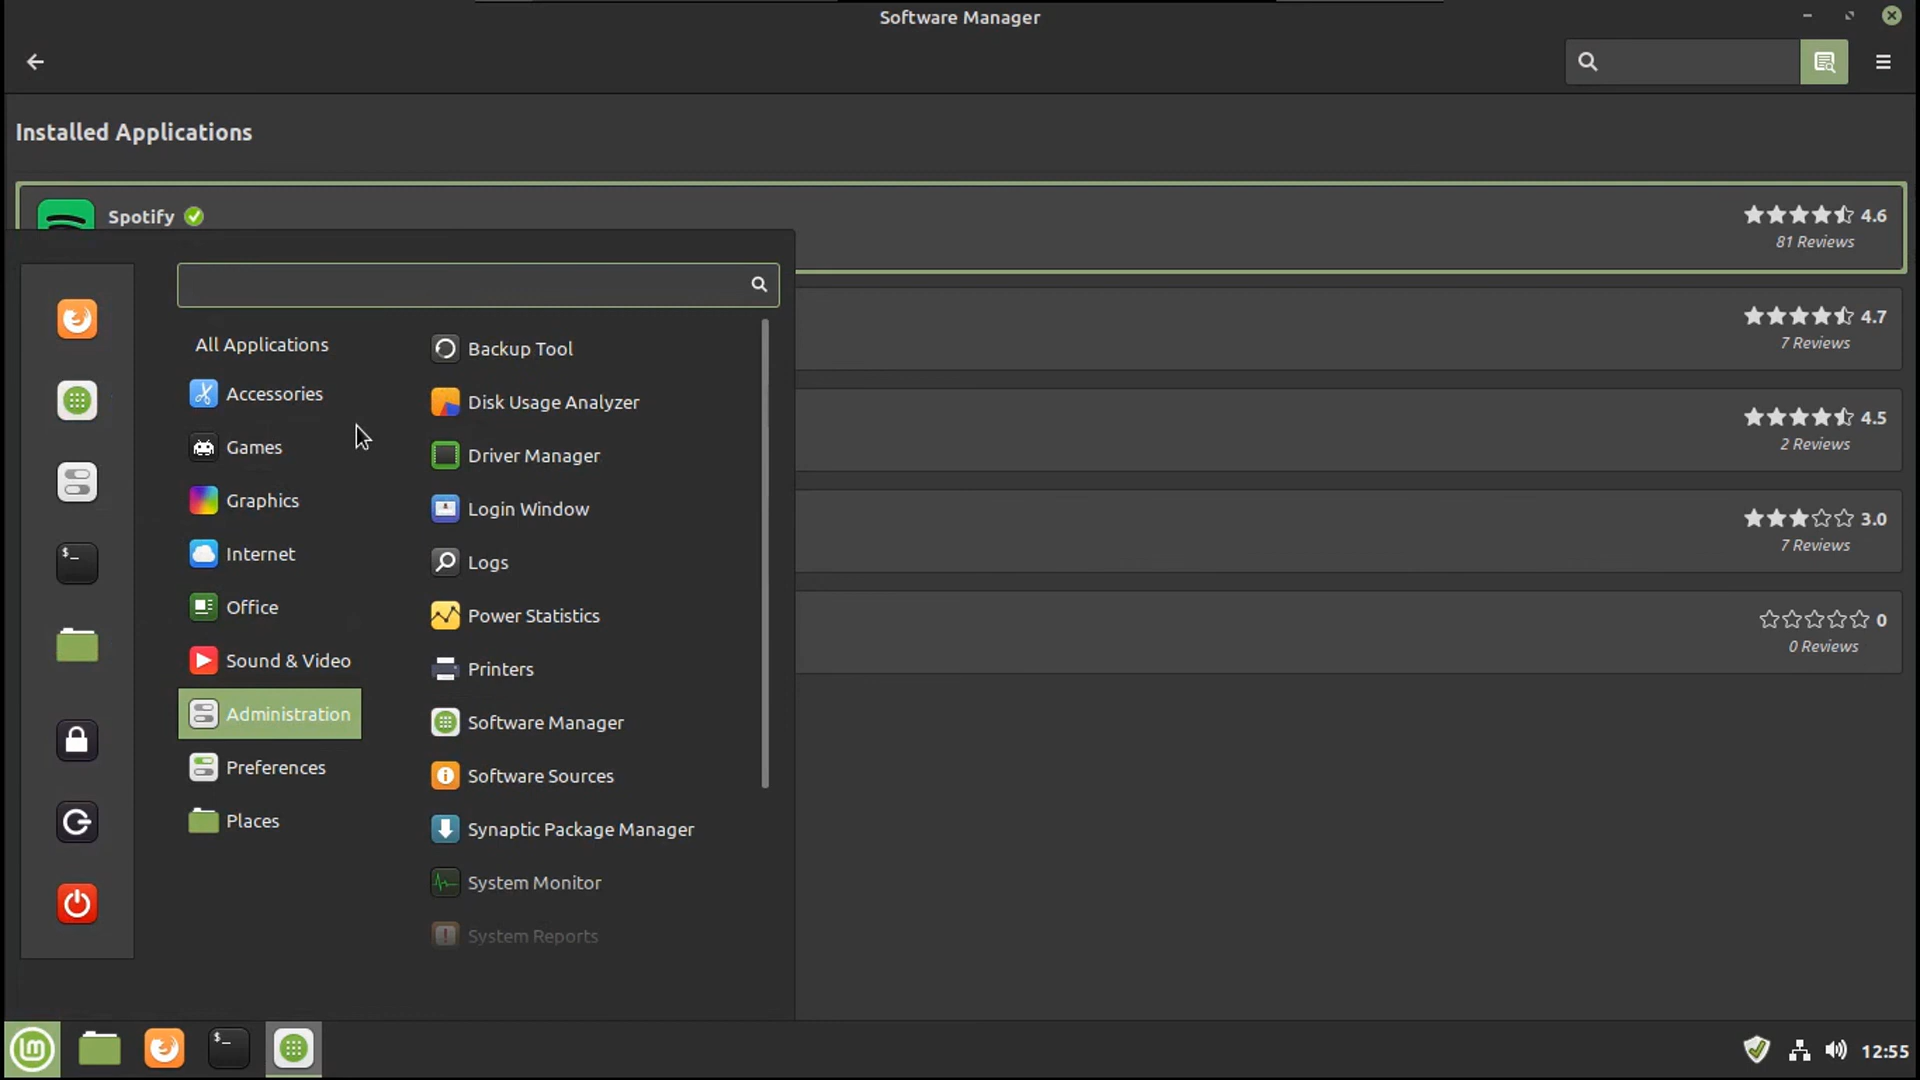 Software Manager
Installed Applications
Spotify
4.6
81 Reviews
4.7
7 Reviews
4.5
2 Reviews
3.0
7 Reviews
0
0 Reviews
All Applications
Accessories
Games
Graphics
Internet
Office
Sound & Video
Administration
Preferences
Places
Backup Tool
Disk Usage Analyzer
Driver Manager
Login Window
Logs
Power Statistics
Printers
Software Manager
Software Sources
Synaptic Package Manager
System Monitor
System Reports
$_
$_
12:55